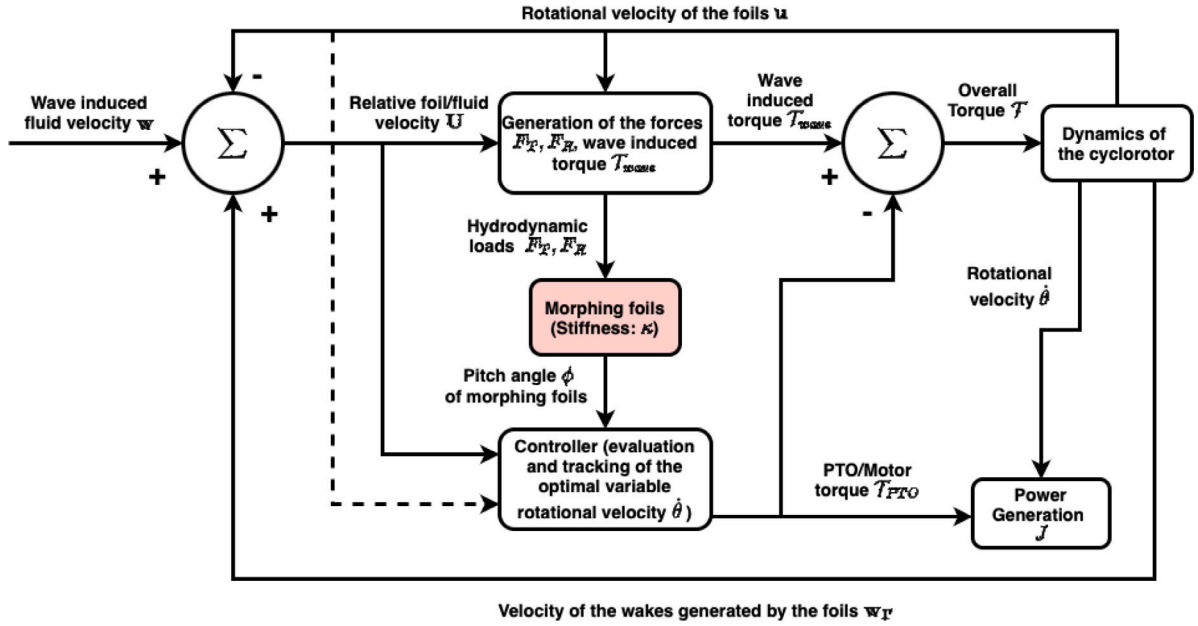 Rotational velocity of the foils u
-
Wave induced
fluid velocity w
+
Σ
+
Relative foil/fluid
velocity U
Generation of the forces
F_T, F_R, wave induced
torque 𝒯_wave
Wave
induced
torque 𝒯_wave
+
-
Σ
Overall
Torque 𝒯
Dynamics of
the cyclorotor
Hydrodynamic
loads F_T, F_R
Morphing foils
(Stiffness: κ)
Pitch angle ϕ
of morphing foils
Rotational
velocity θ̇
Controller (evaluation
and tracking of the
optimal variable
rotational velocity θ̇ )
PTO/Motor
torque 𝒯_PTO
Power
Generation
𝒥
Velocity of the wakes generated by the foils w_Γ